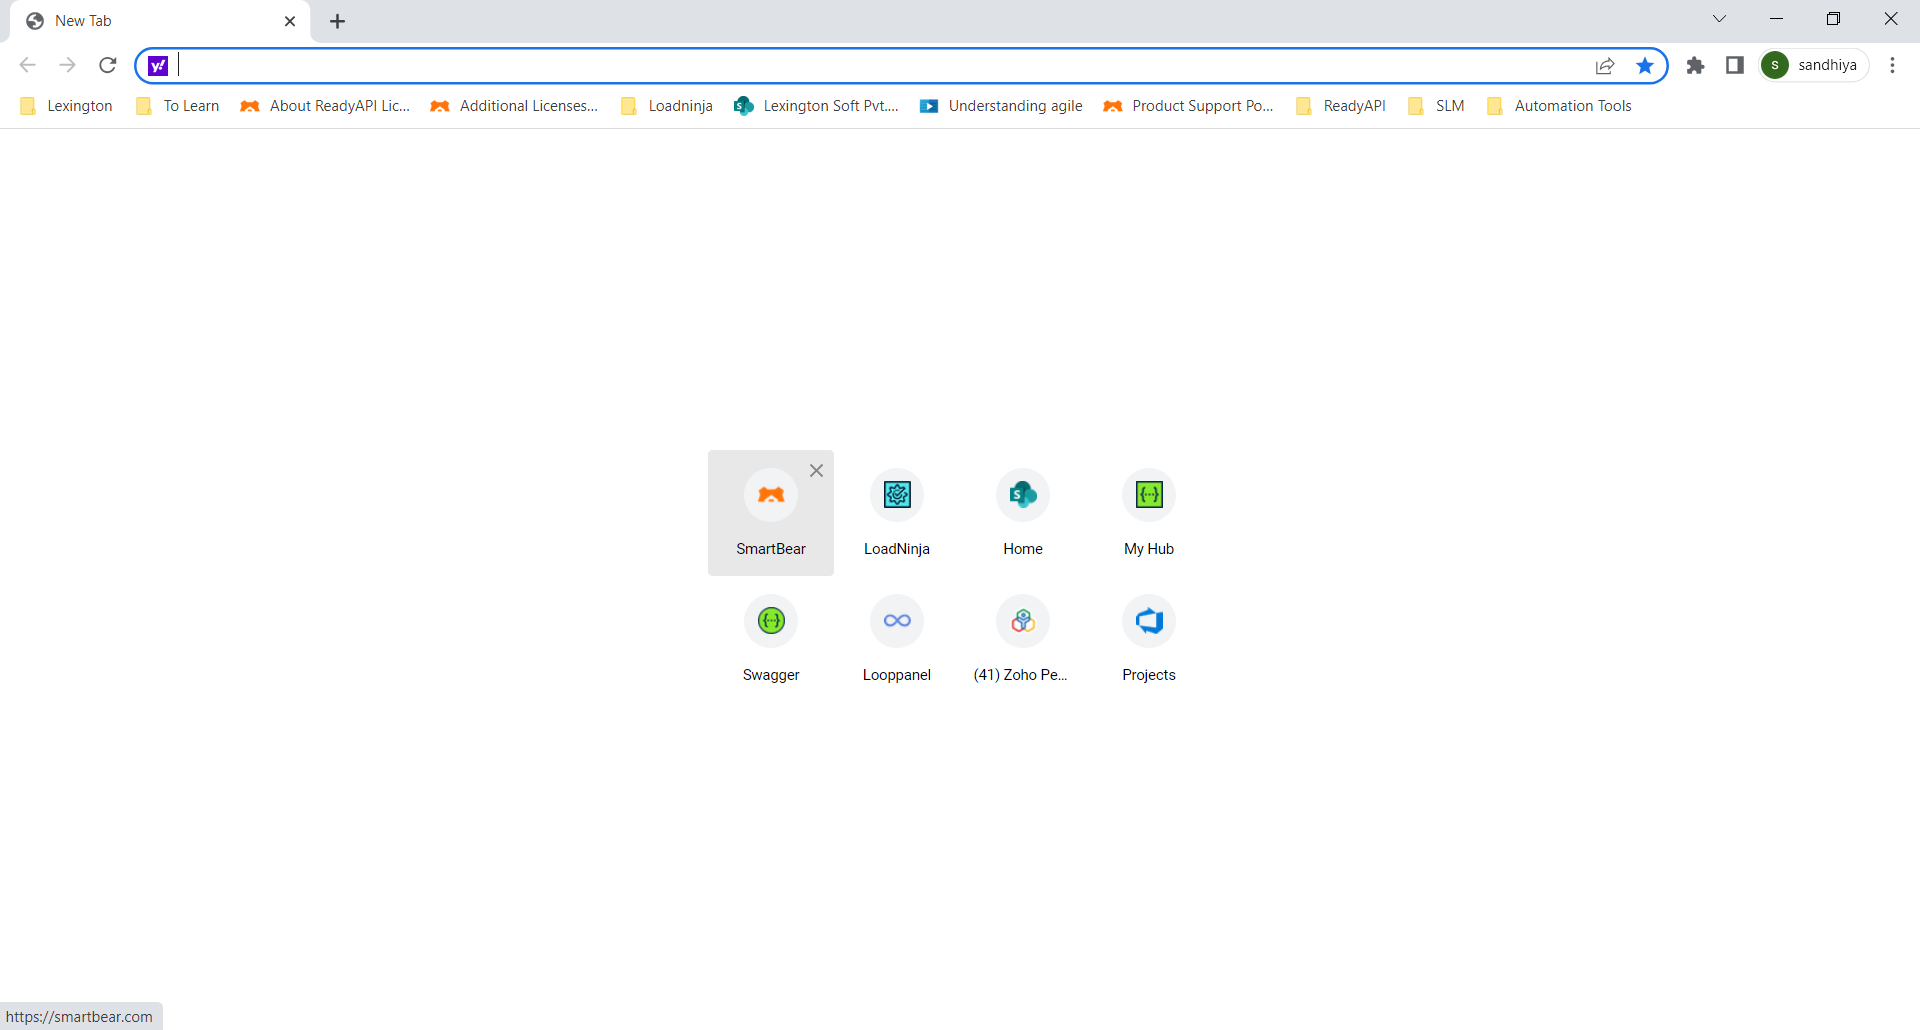 New Tab
y!
S sandhiya
Lexington To Learn About ReadyAPI Lic... Additional Licenses... Loadninja Lexington Soft Pvt.... Understanding agile Product Support Po... ReadyAPI SLM Automation Tools
SmartBear LoadNinja Home My Hub
Swagger Looppanel (41) Zoho Pe... Projects
https://smartbear.com